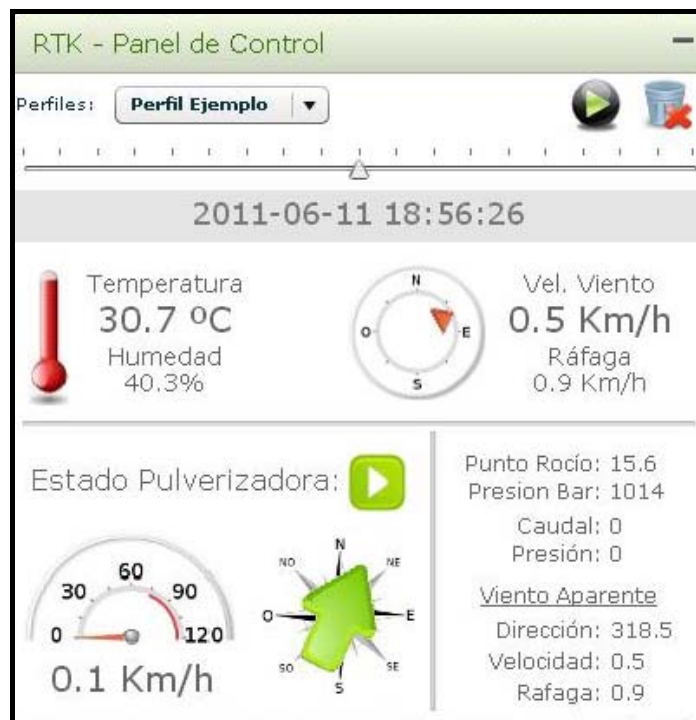 RTK - Panel de Control
Perfiles: Perfil Ejemplo
2011-06-11 18:56:26
Temperatura
30.7 ºC
Humedad
40.3%
N
O
E
S
Vel. Viento
0.5 Km/h
Ráfaga
0.9 Km/h
Estado Pulverizadora:
0 30 60 90 120
0.1 Km/h
N
NO
NE
O
E
SO
SE
S
Punto Rocío: 15.6
Presion Bar: 1014
Caudal: 0
Presión: 0
Viento Aparente
Dirección: 318.5
Velocidad: 0.5
Rafaga: 0.9